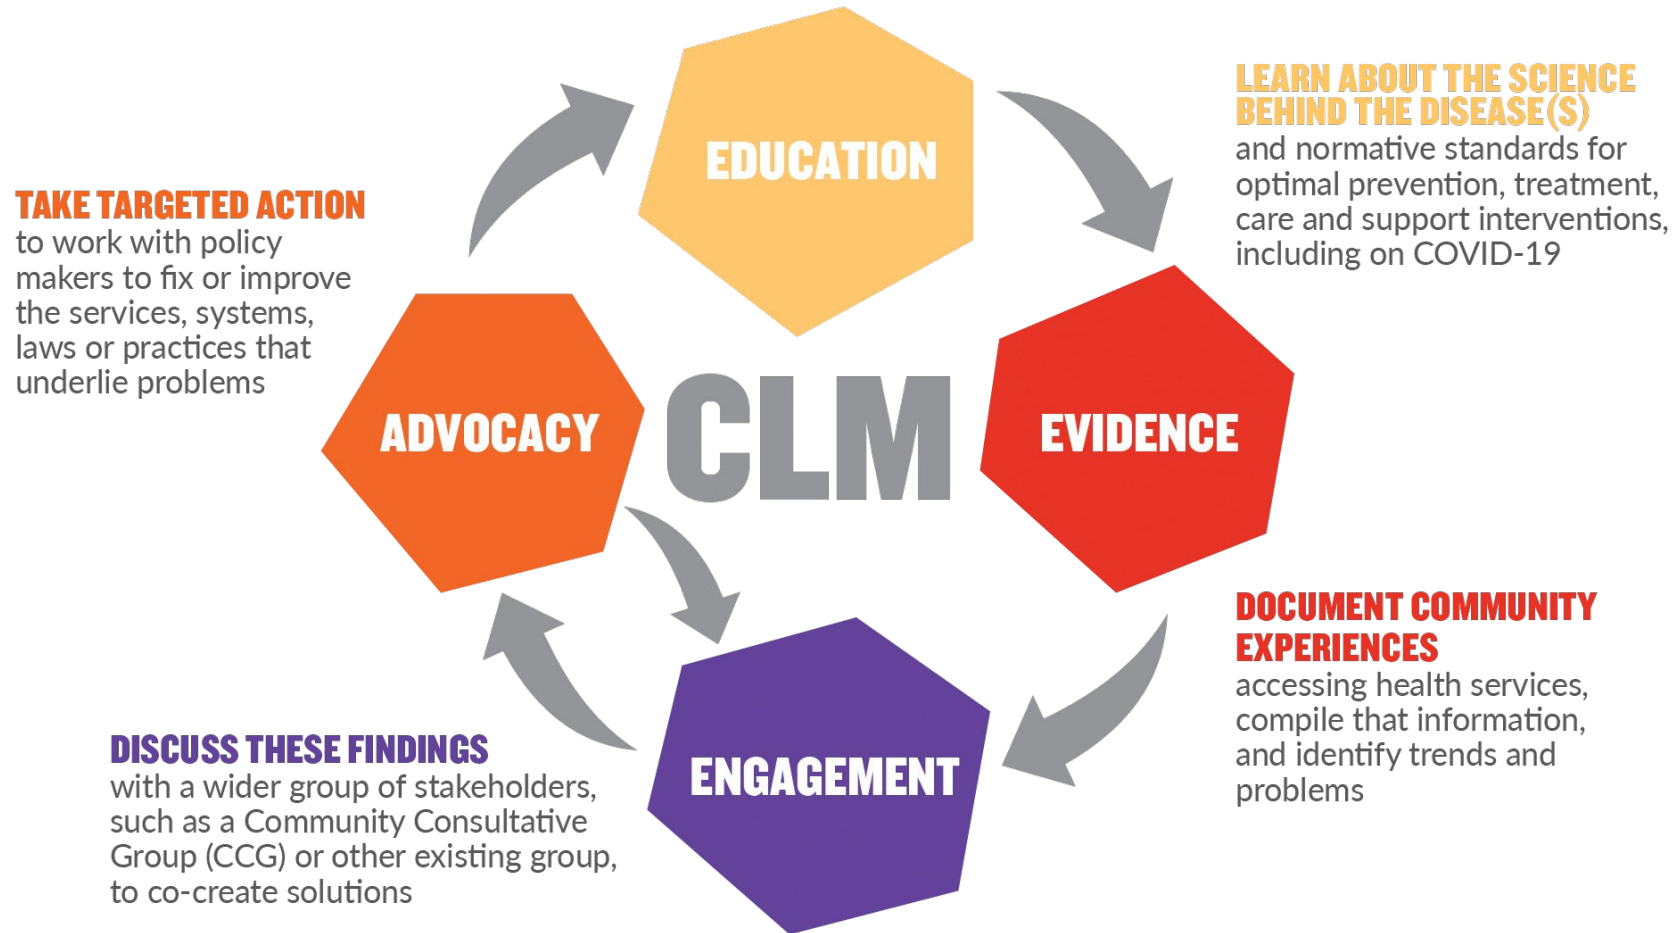 EDUCATION
LEARN ABOUT THE SCIENCE
BEHIND THE DISEASE(S)
and normative standards for
optimal prevention, treatment,
care and support interventions,
including on COVID-19
TAKE TARGETED ACTION
to work with policy
makers to fix or improve
the services, systems,
laws or practices that
underlie problems
ADVOCACY
CLM
EVIDENCE
DOCUMENT COMMUNITY
EXPERIENCES
accessing health services,
compile that information,
and identify trends and
problems
DISCUSS THESE FINDINGS
with a wider group of stakeholders,
such as a Community Consultative
Group (CCG) or other existing group,
to co-create solutions
ENGAGEMENT